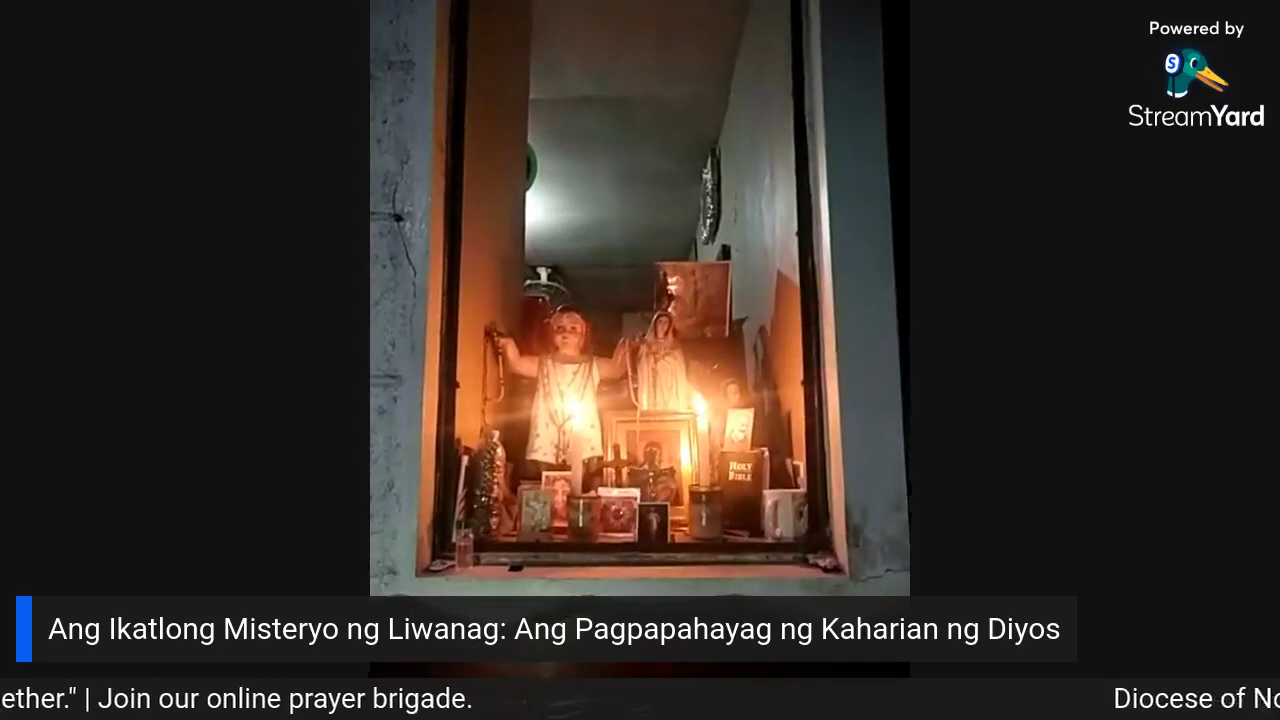 Powered by
StreamYard
HOLY
BIBLE
Ang Ikatlong Misteryo ng Liwanag: Ang Pagpapahayag ng Kaharian ng Diyos
ether." | Join our online prayer brigade.
Diocese of No